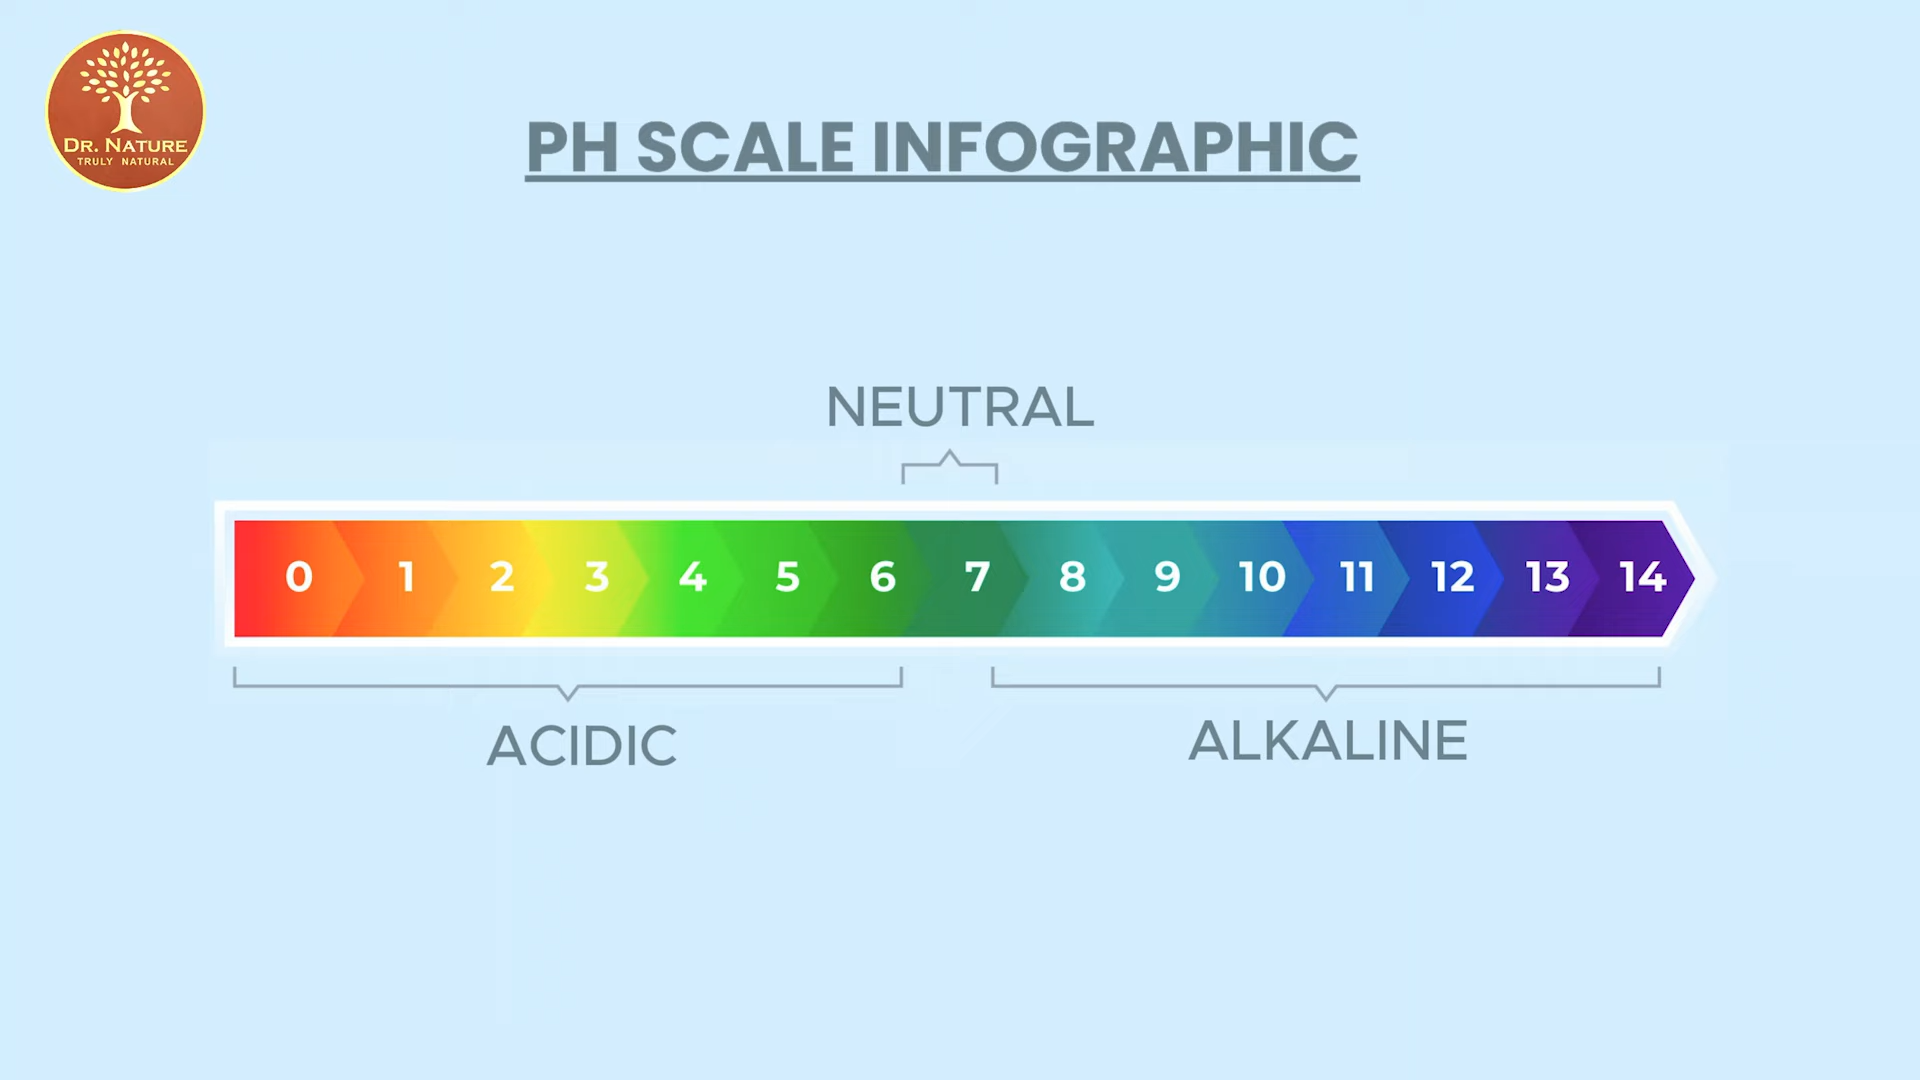 DR. NATURE
TRULY NATURAL
PH SCALE INFOGRAPHIC
NEUTRAL
0 1 2 3 4 5 6 7 8 9 10 11 12 13 14
ACIDIC
ALKALINE